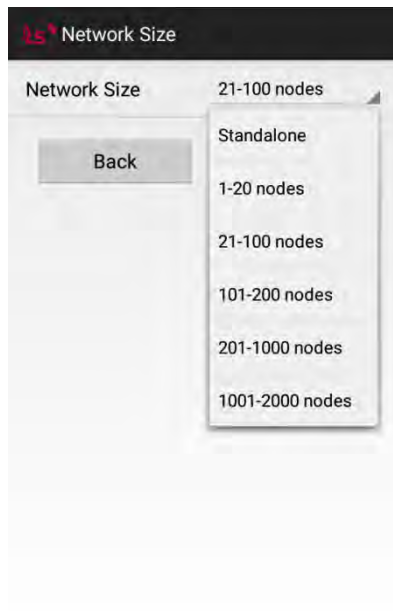 Network Size
Network Size 21-100 nodes
Standalone
Back
1-20 nodes
21-100 nodes
101-200 nodes
201-1000 nodes
1001-2000 nodes